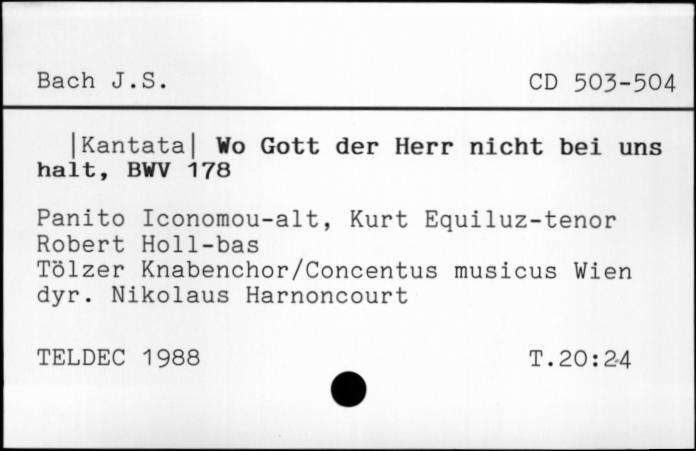 Bach J.S. CD 503-504
|Kantata| Wo Gott der Herr nicht bei uns
halt, BWV 178
Panito Iconomou-alt, Kurt Equiluz-tenor
Robert Holl-bas
Tölzer Knabenchor/Concentus musicus Wien
dyr. Nikolaus Harnoncourt
TELDEC 1988 T.20:24